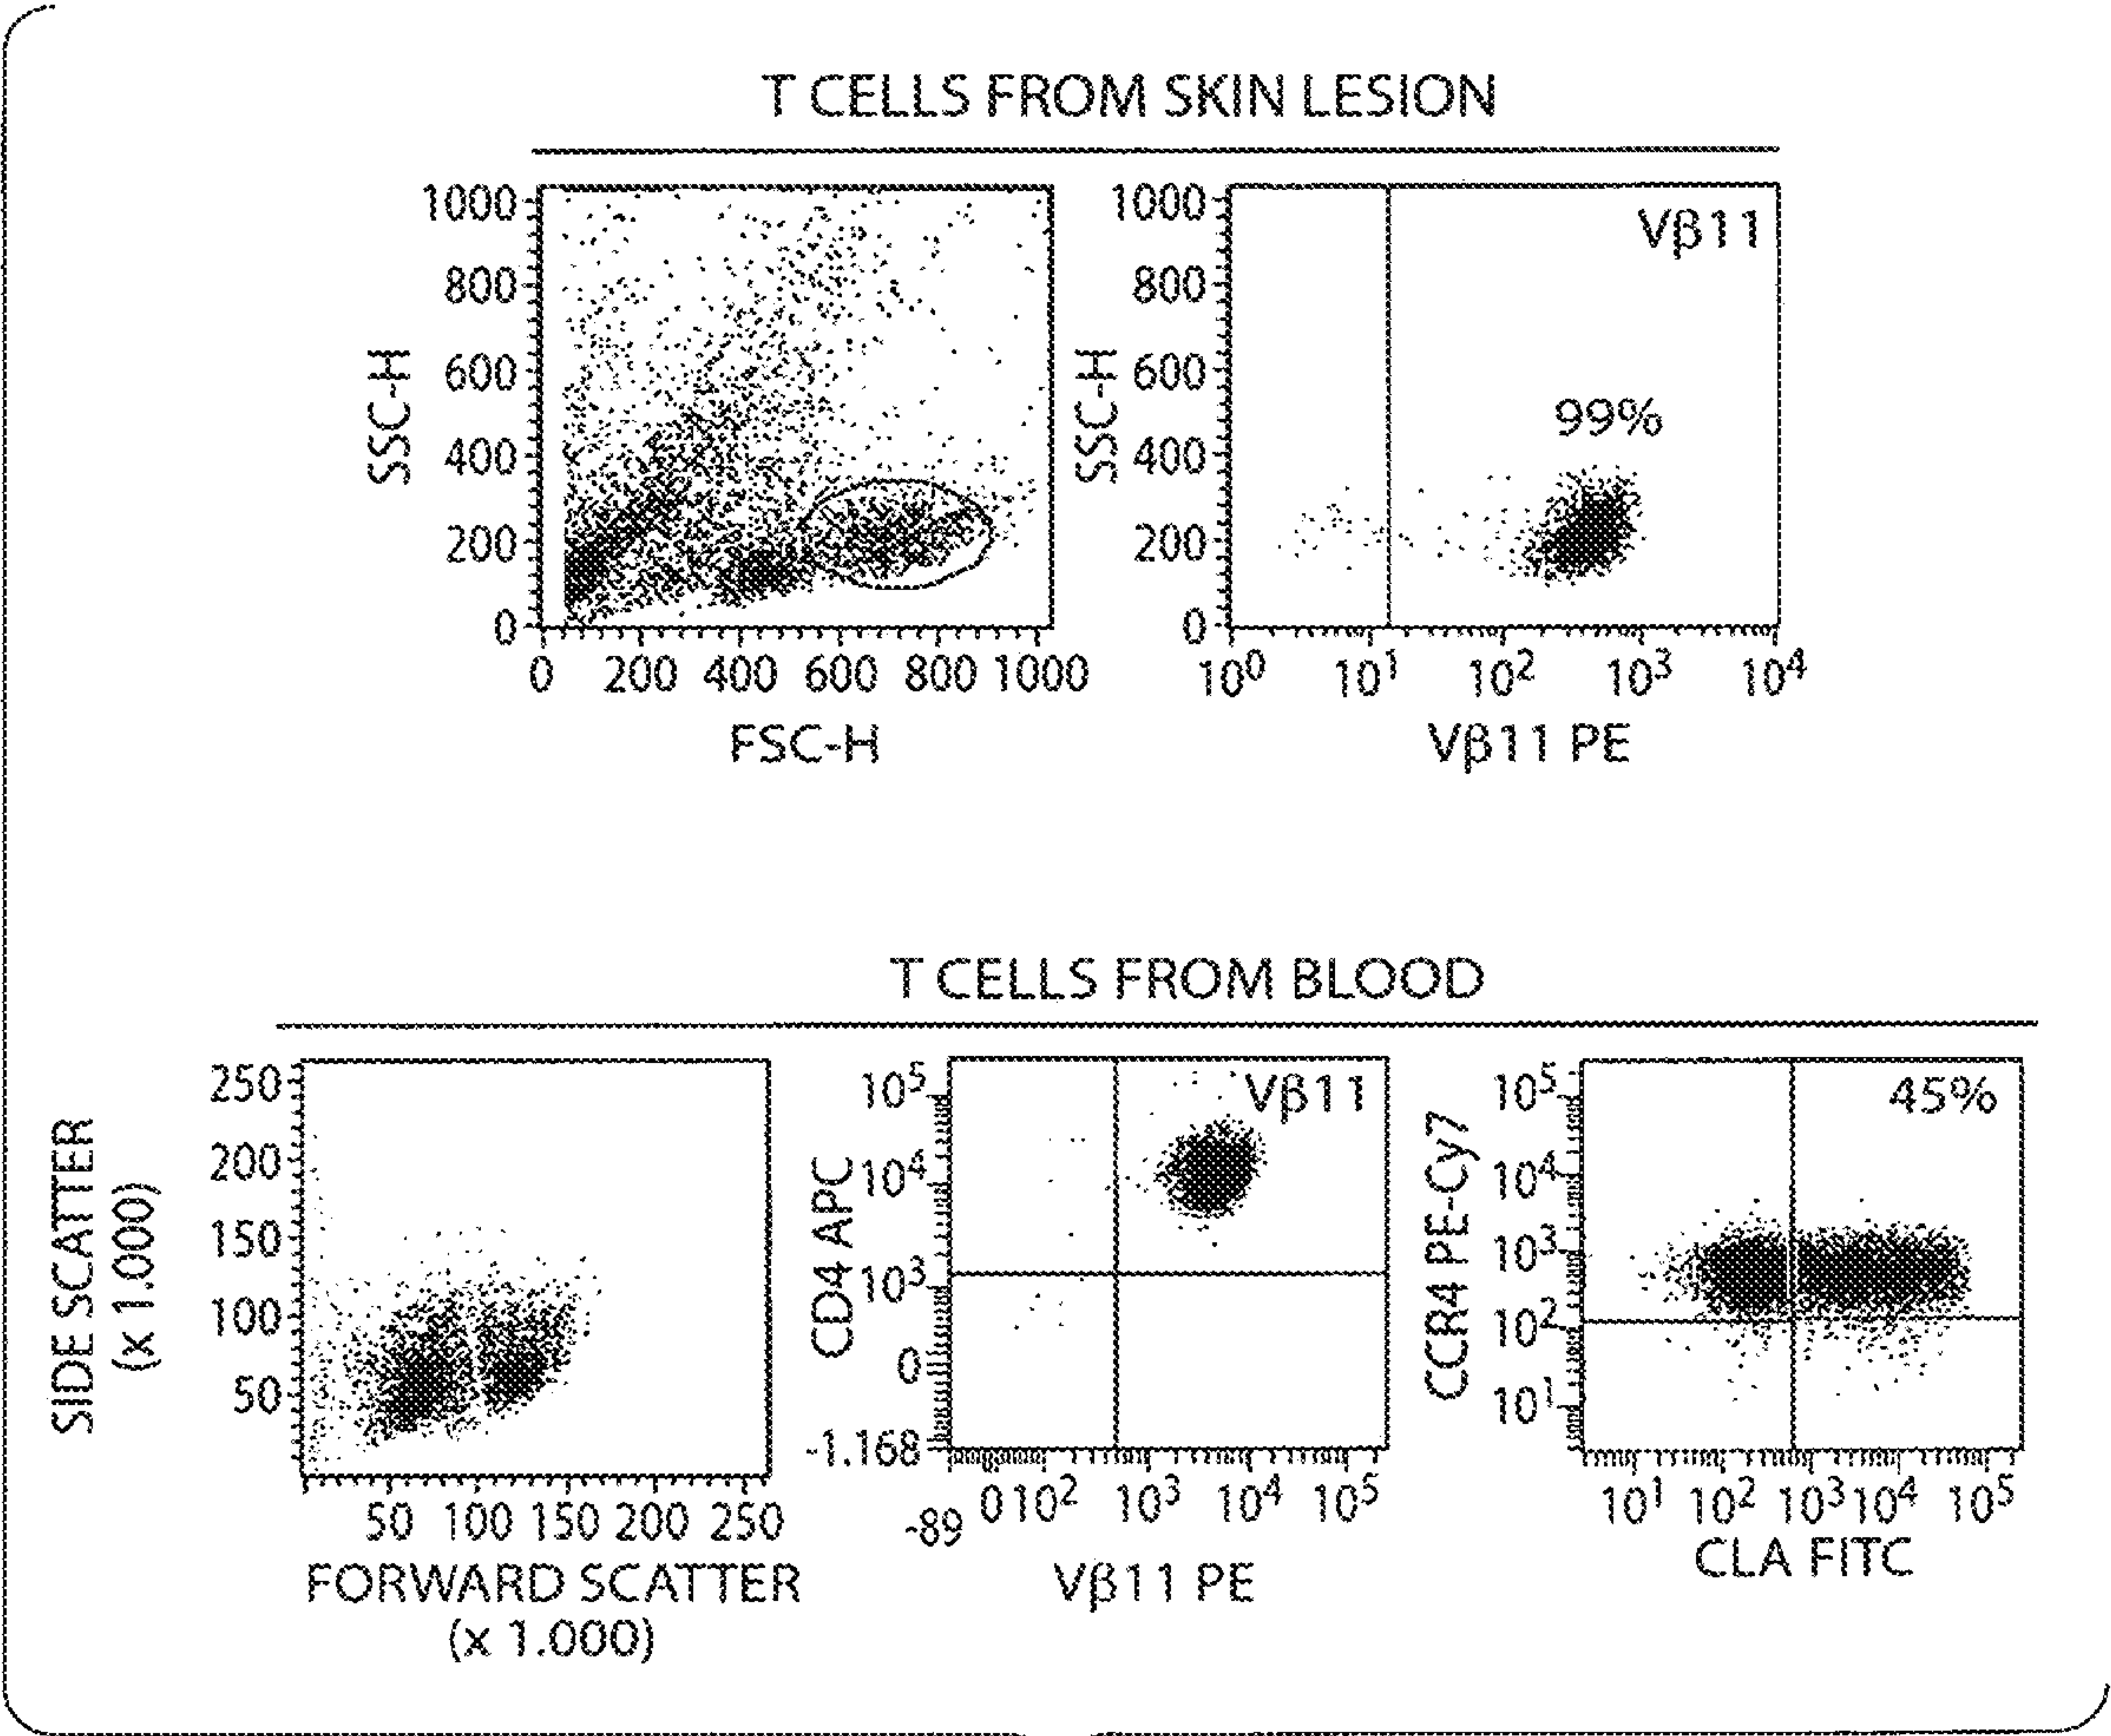 T CELLS FROM SKIN LESION
1000
800
600
400
200
0
SSC-H
0 200 400 600 800 1000
FSC-H
1000
800
600
400
200
0
SSC-H
Vβ11
99%
10⁰ 10¹ 10² 10³ 10⁴
Vβ11 PE
T CELLS FROM BLOOD
250
200
150
100
50
SIDE SCATTER
(x 1.000)
50 100 150 200 250
FORWARD SCATTER
(x 1.000)
10⁵
10⁴
10³
0
-1.168
CD4 APC
Vβ11
-89 0 10² 10³ 10⁴ 10⁵
Vβ11 PE
10⁵
10⁴
10³
10²
10¹
CCR4 PE-Cy7
45%
10¹ 10² 10³ 10⁴ 10⁵
CLA FITC